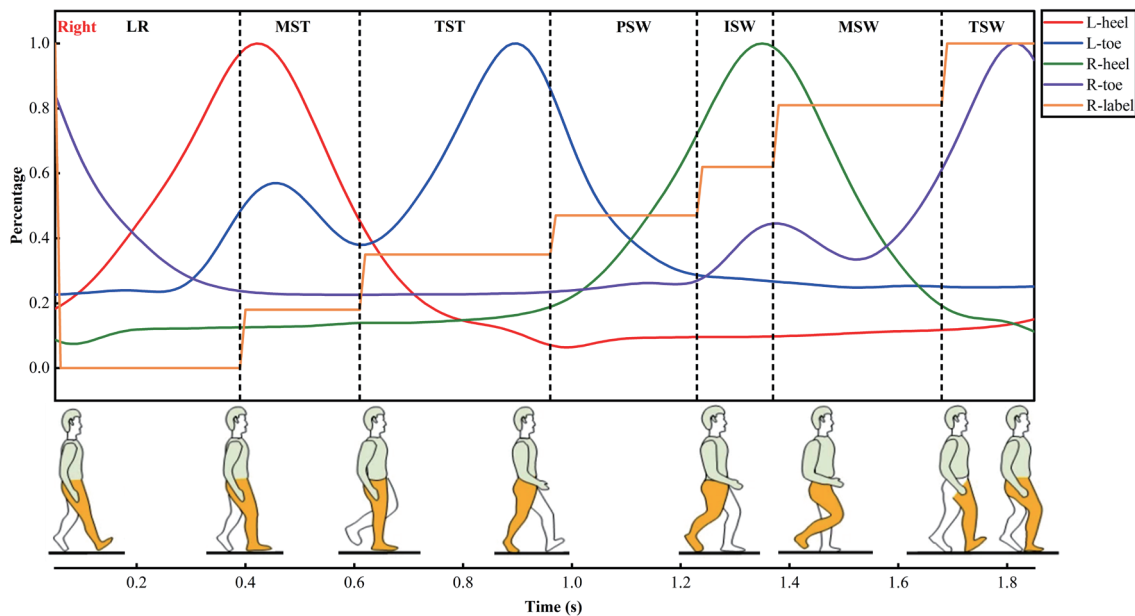 Right LR MST TST PSW ISW MSW TSW
L-heel
L-toe
R-heel
R-toe
R-label
1.0
0.8
0.6
0.4
0.2
0.0
Percentage
0.2 0.4 0.6 0.8 1.0 1.2 1.4 1.6 1.8
Time (s)